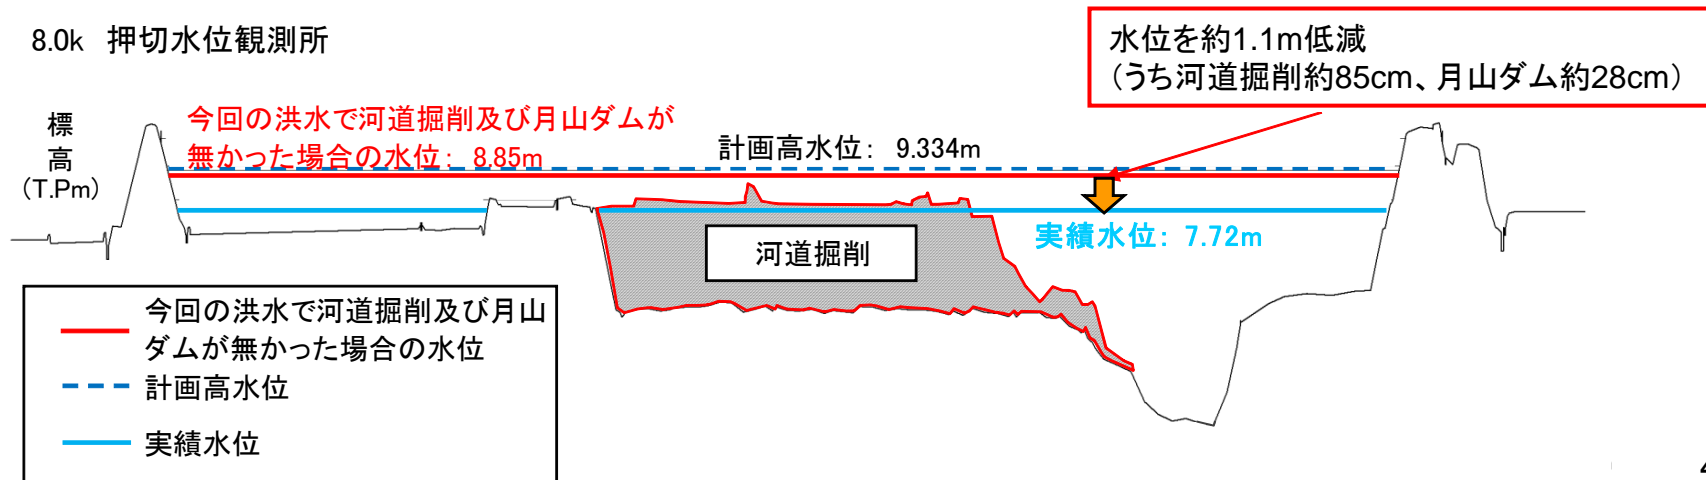 8.0k 押切水位観測所
水位を約1.1m低減
（うち河道掘削約85cm、月山ダム約28cm）
標
高
（T.Pm）
今回の洪水で河道掘削及び月山ダムが
無かった場合の水位： 8.85m
計画高水位： 9.334m
実績水位： 7.72m
河道掘削
今回の洪水で河道掘削及び月山
ダムが無かった場合の水位
計画高水位
実績水位